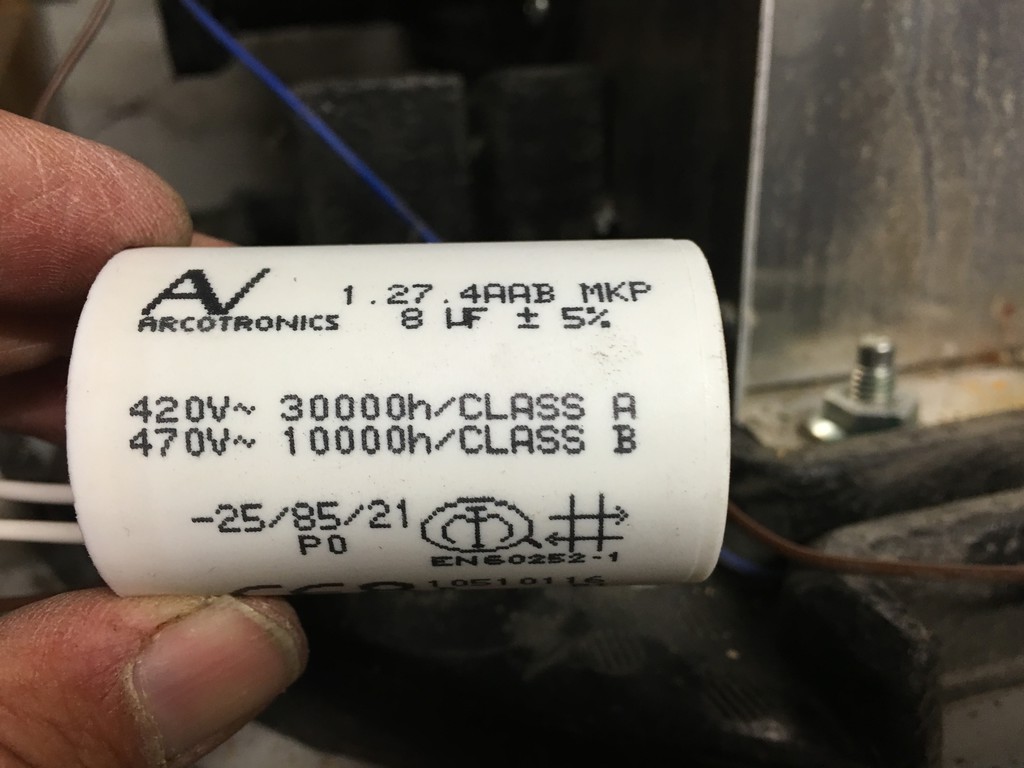 AV 1.27.4AAB MKP
ARCOTRONICS 8 µF ± 5%
420V~ 30000h/CLASS A
470V~ 10000h/CLASS B
-25/85/21
P0
EN60252-1